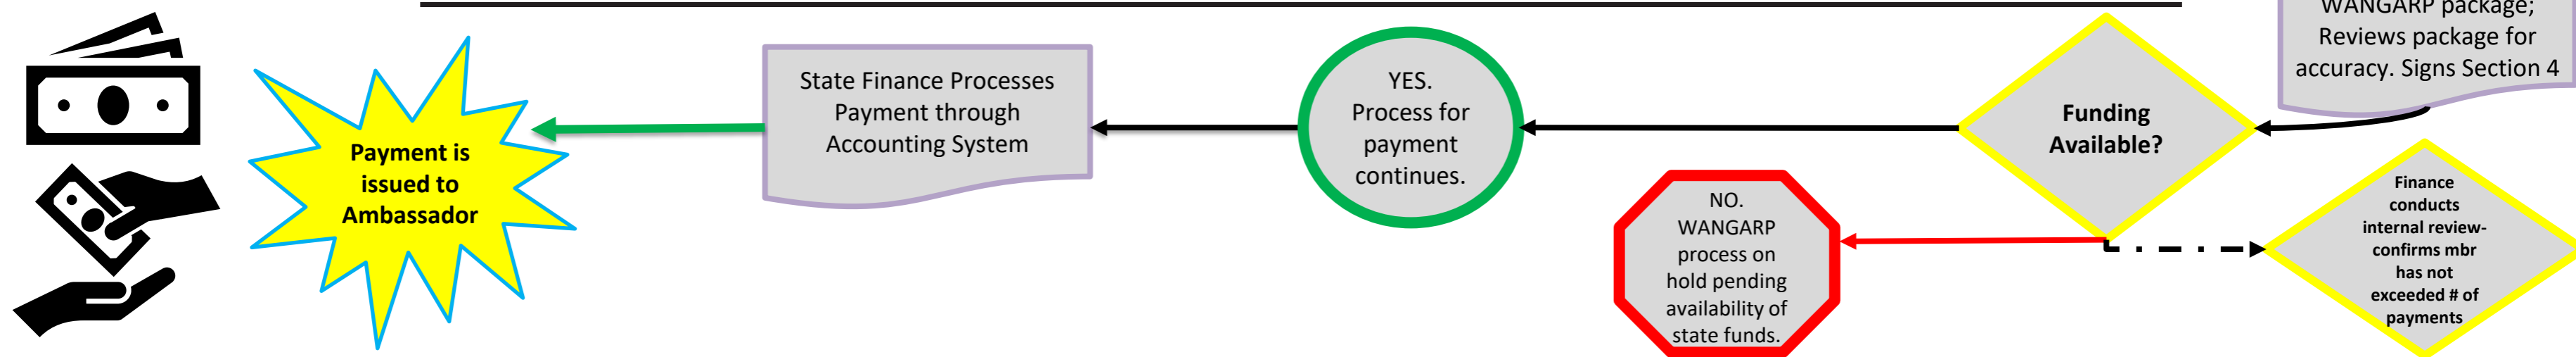 WANGARP package;
Reviews package for
accuracy. Signs Section 4
Funding
Available?
Finance
conducts
internal review-
confirms mbr
has not
exceeded # of
payments
YES.
Process for
payment
continues.
NO.
WANGARP
process on
hold pending
availability of
state funds.
State Finance Processes
Payment through
Accounting System
Payment is
issued to
Ambassador